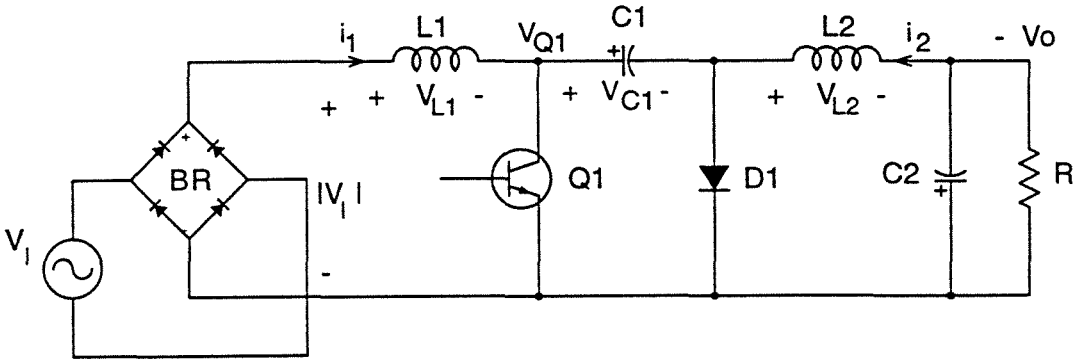 i1 L1 VQ1 C1 L2 i2 - Vo
+ + VL1 - + + VC1 - + VL2 -
BR + - |VI| Q1 D1 C2 + R
VI -